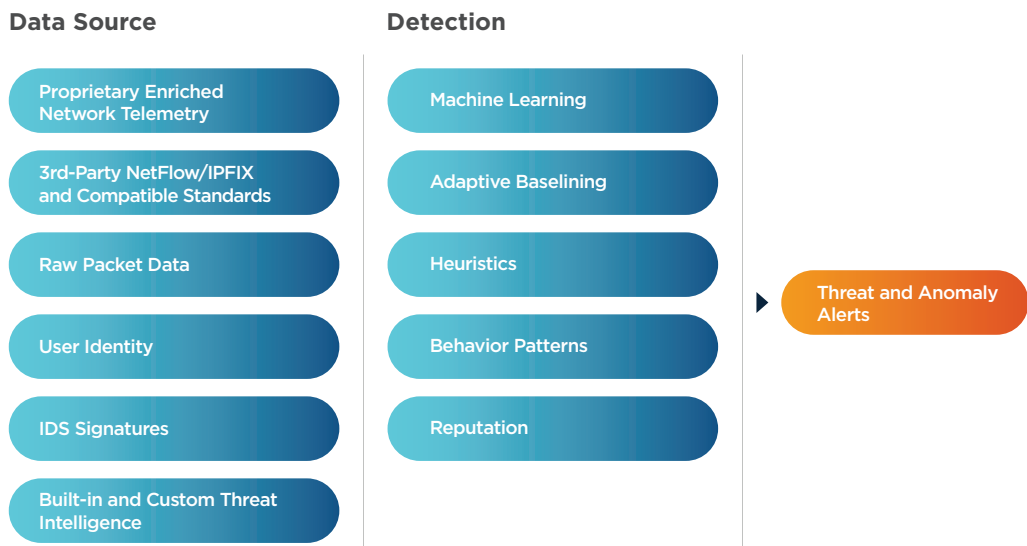 Data Source
Proprietary Enriched
Network Telemetry
3rd-Party NetFlow/IPFIX
and Compatible Standards
Raw Packet Data
User Identity
IDS Signatures
Built-in and Custom Threat
Intelligence
Detection
Machine Learning
Adaptive Baselining
Heuristics
Behavior Patterns
Reputation
Threat and Anomaly
Alerts